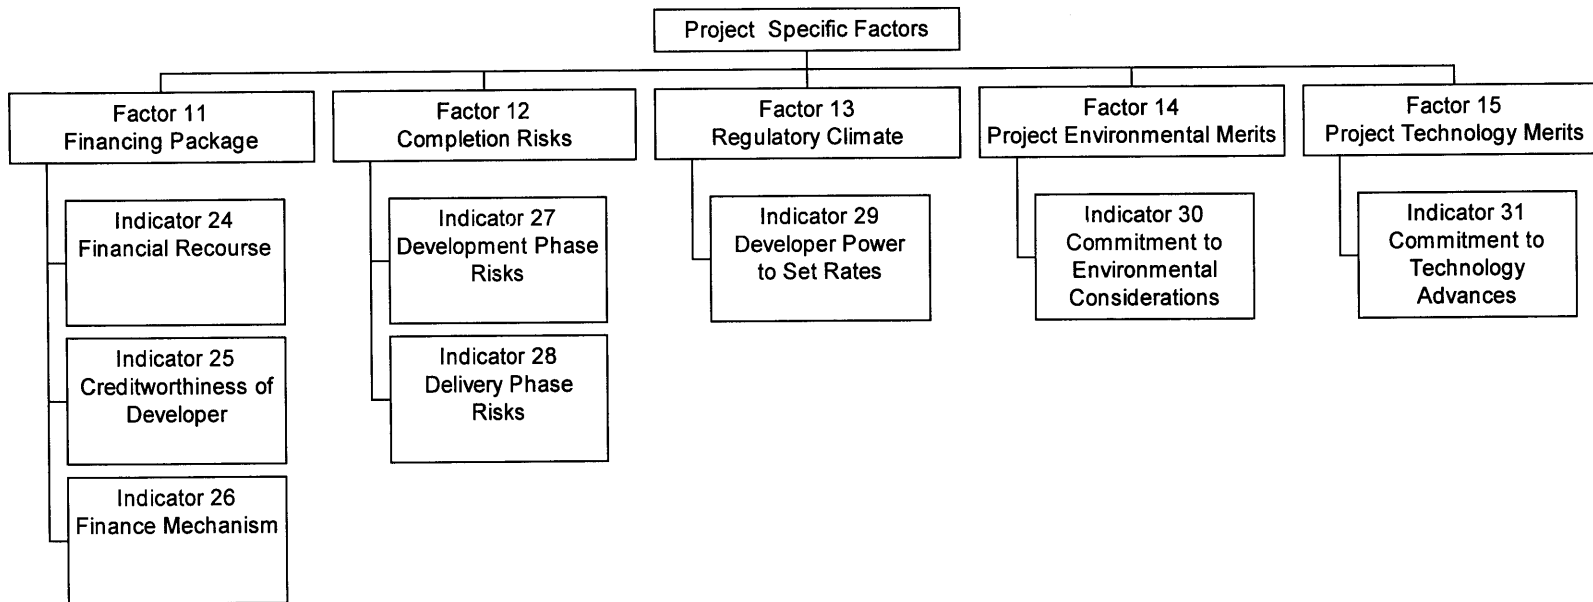 Project Specific Factors
Factor 11
Financing Package
Factor 12
Completion Risks
Factor 13
Regulatory Climate
Factor 14
Project Environmental Merits
Factor 15
Project Technology Merits
Indicator 24
Financial Recourse
Indicator 25
Creditworthiness of
Developer
Indicator 26
Finance Mechanism
Indicator 27
Development Phase
Risks
Indicator 28
Delivery Phase
Risks
Indicator 29
Developer Power
to Set Rates
Indicator 30
Commitment to
Environmental
Considerations
Indicator 31
Commitment to
Technology
Advances